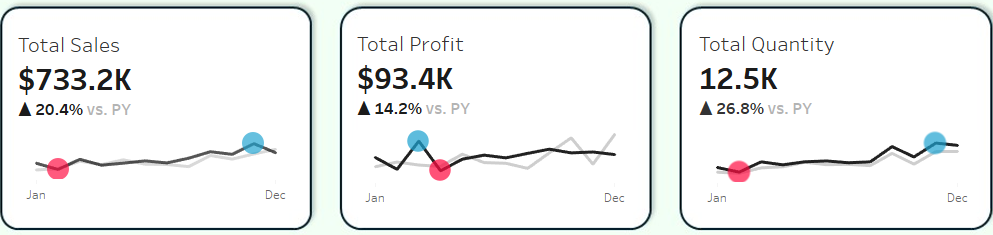 Total Sales
$733.2K
▲ 20.4% vs. PY
Jan Dec
Total Profit
$93.4K
▲ 14.2% vs. PY
Jan Dec
Total Quantity
12.5K
▲ 26.8% vs. PY
Jan Dec